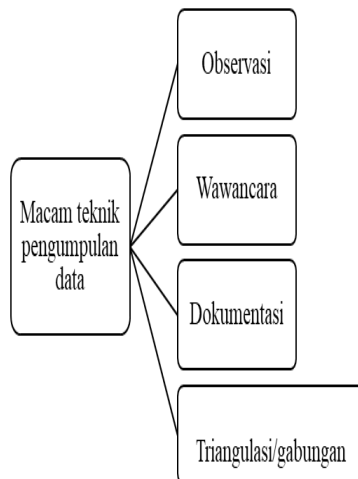 Macam teknik
pengumpulan
data
Observasi
Wawancara
Dokumentasi
Triangulasi/gabungan